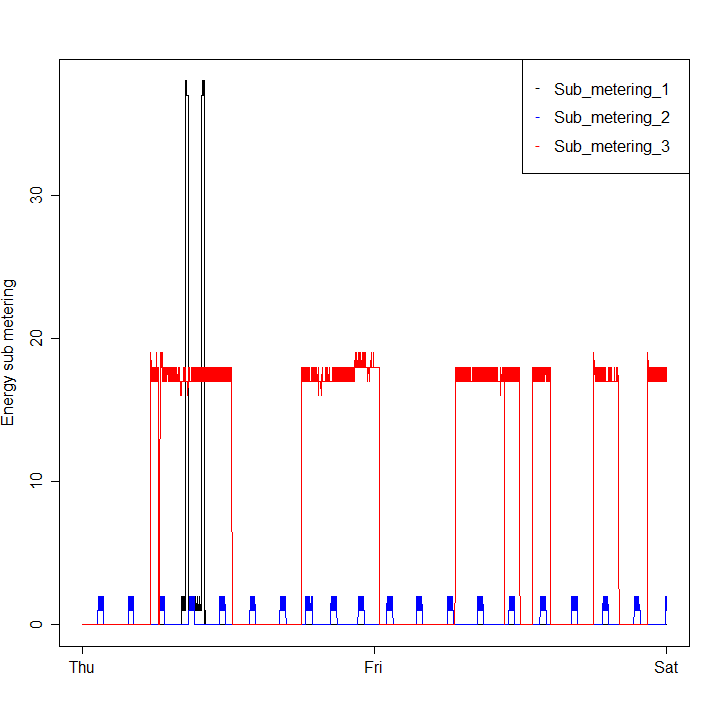 Sub_metering_1
Sub_metering_2
Sub_metering_3
Energy sub metering
30
20
10
0
Thu Fri Sat